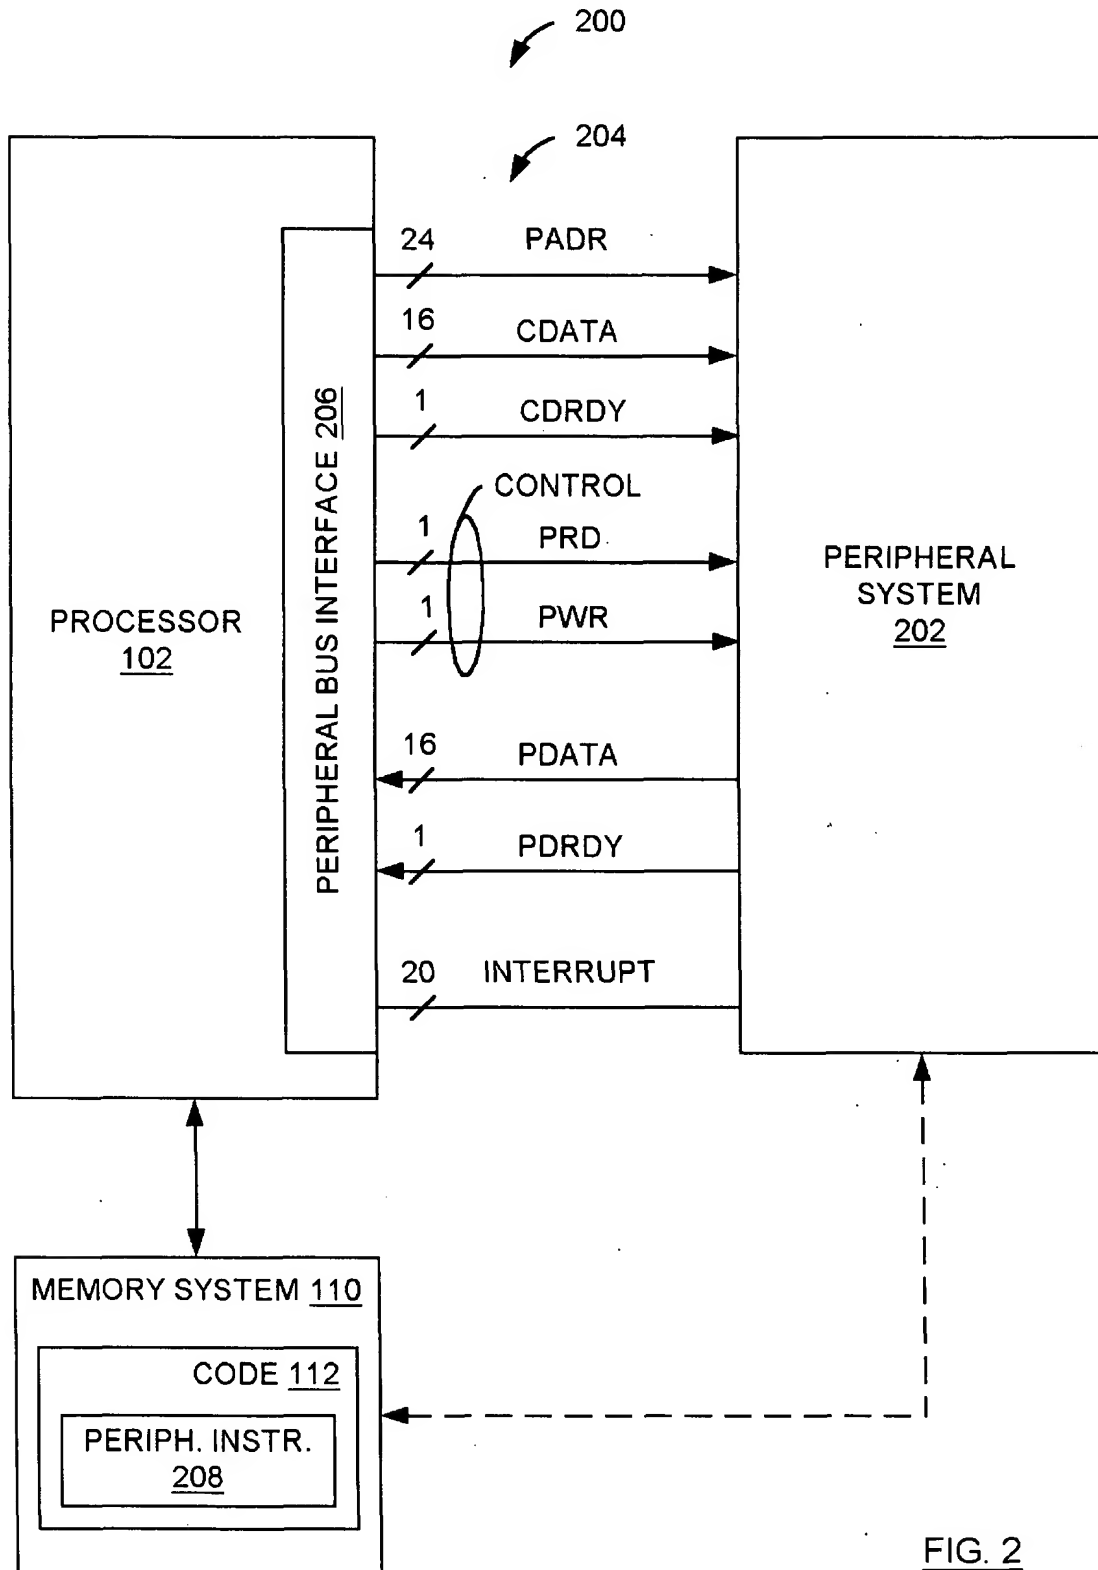 200
204
24 PADR
16 CDATA
1 CDRDY
CONTROL
1 PRD
1 PWR
16 PDATA
1 PDRDY
20 INTERRUPT
PROCESSOR
102
PERIPHERAL BUS INTERFACE 206
PERIPHERAL
SYSTEM
202
MEMORY SYSTEM 110
CODE 112
PERIPH. INSTR.
208
FIG. 2